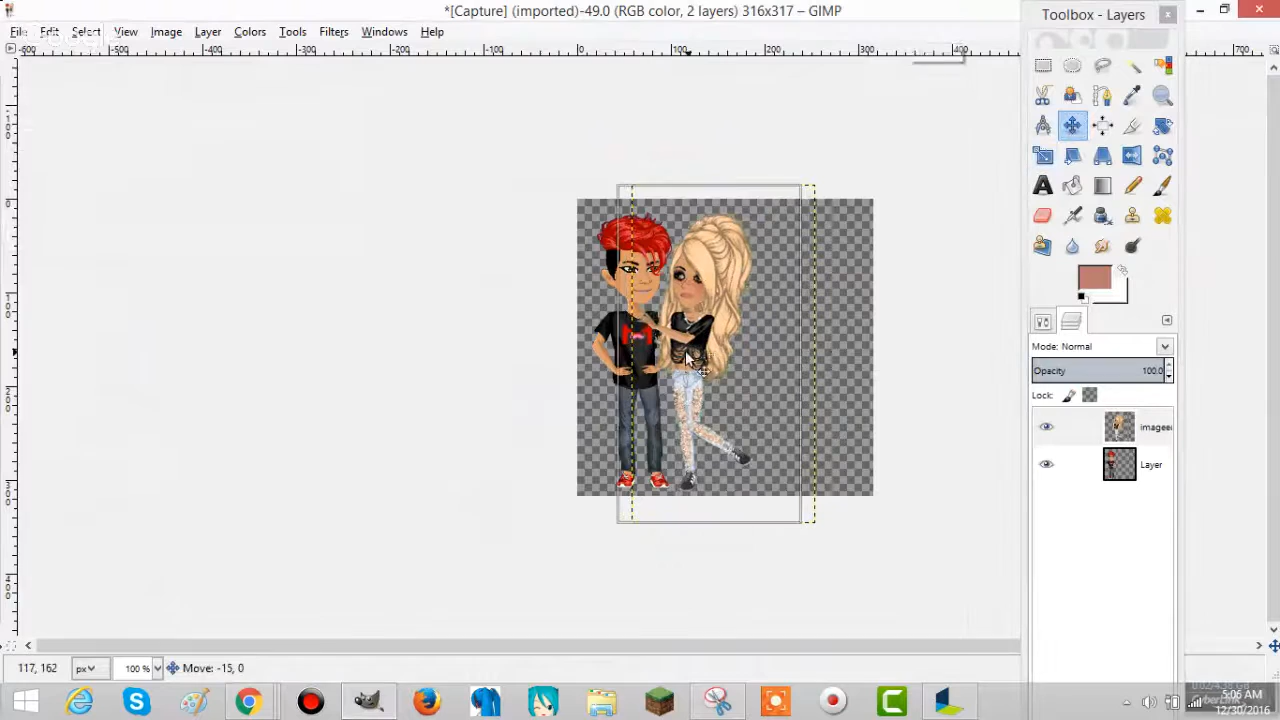 *[Capture] (imported)-49.0 (RGB color, 2 layers) 316x317 – GIMP
File Edit Select View Image Layer Colors Tools Filters Windows Help
-600 -500 -400 -300 -200 -100 0 100 200 300 400 700
Toolbox - Layers
Mode: Normal
Opacity 100.0
Lock:
Layer
117, 162 px 100 % Move: -15, 0
5:06 AM
12/30/2016
CyberLink